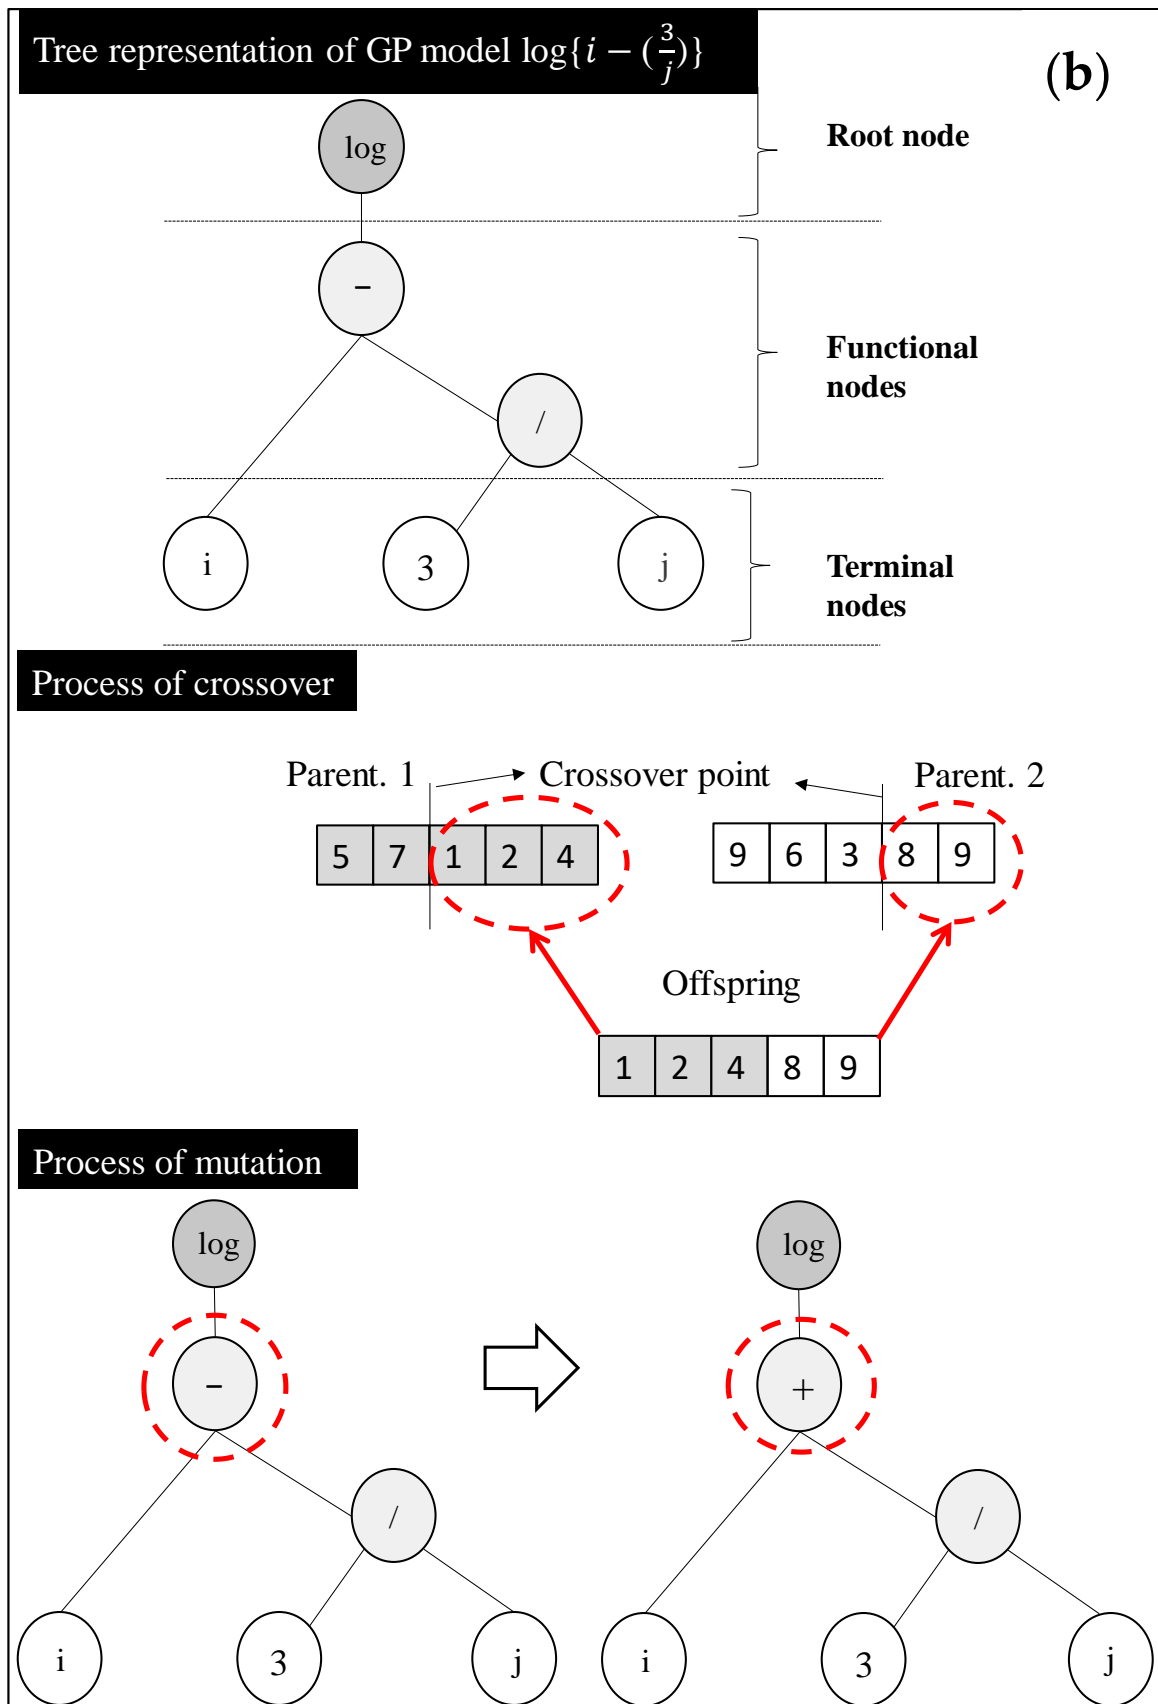 Tree representation of GP model log{i − (3/j)}
(b)
log
Root node
−
Functional
nodes
/
i
3
j
Terminal
nodes
Process of crossover
Parent. 1
Crossover point
Parent. 2
5 7 1 2 4
9 6 3 8 9
Offspring
1 2 4 8 9
Process of mutation
log
log
−
+
/
/
i
3
j
i
3
j